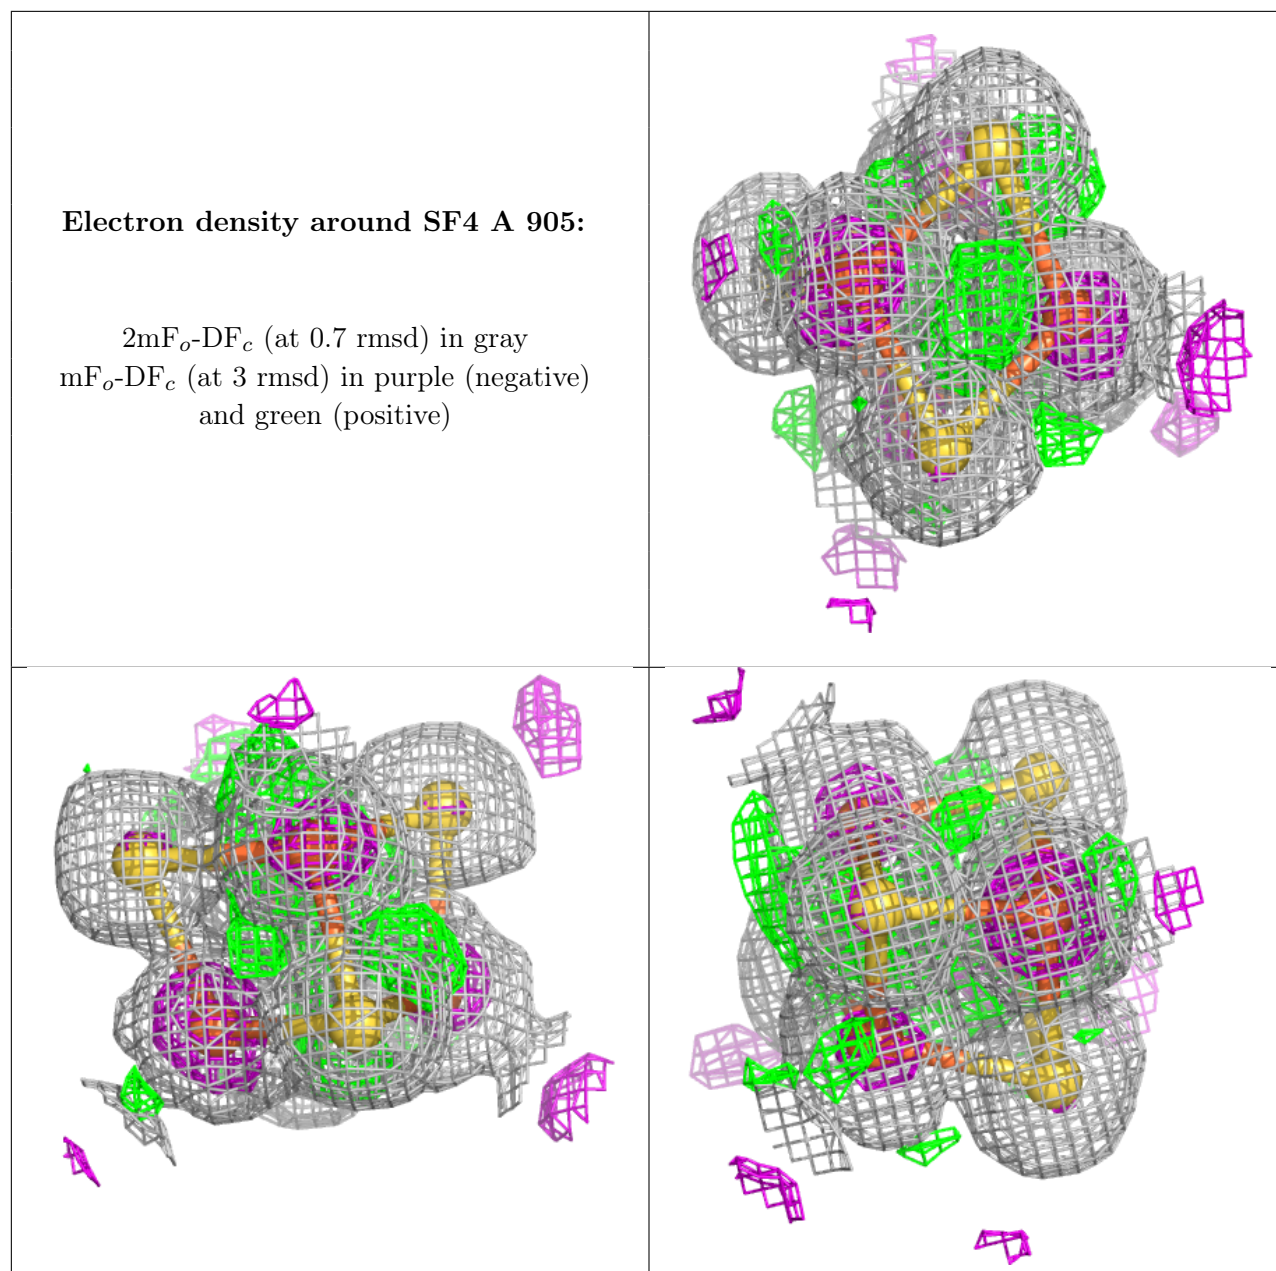 Electron density around SF4 A 905:
2mFo-DFc (at 0.7 rmsd) in gray
mFo-DFc (at 3 rmsd) in purple (negative)
and green (positive)